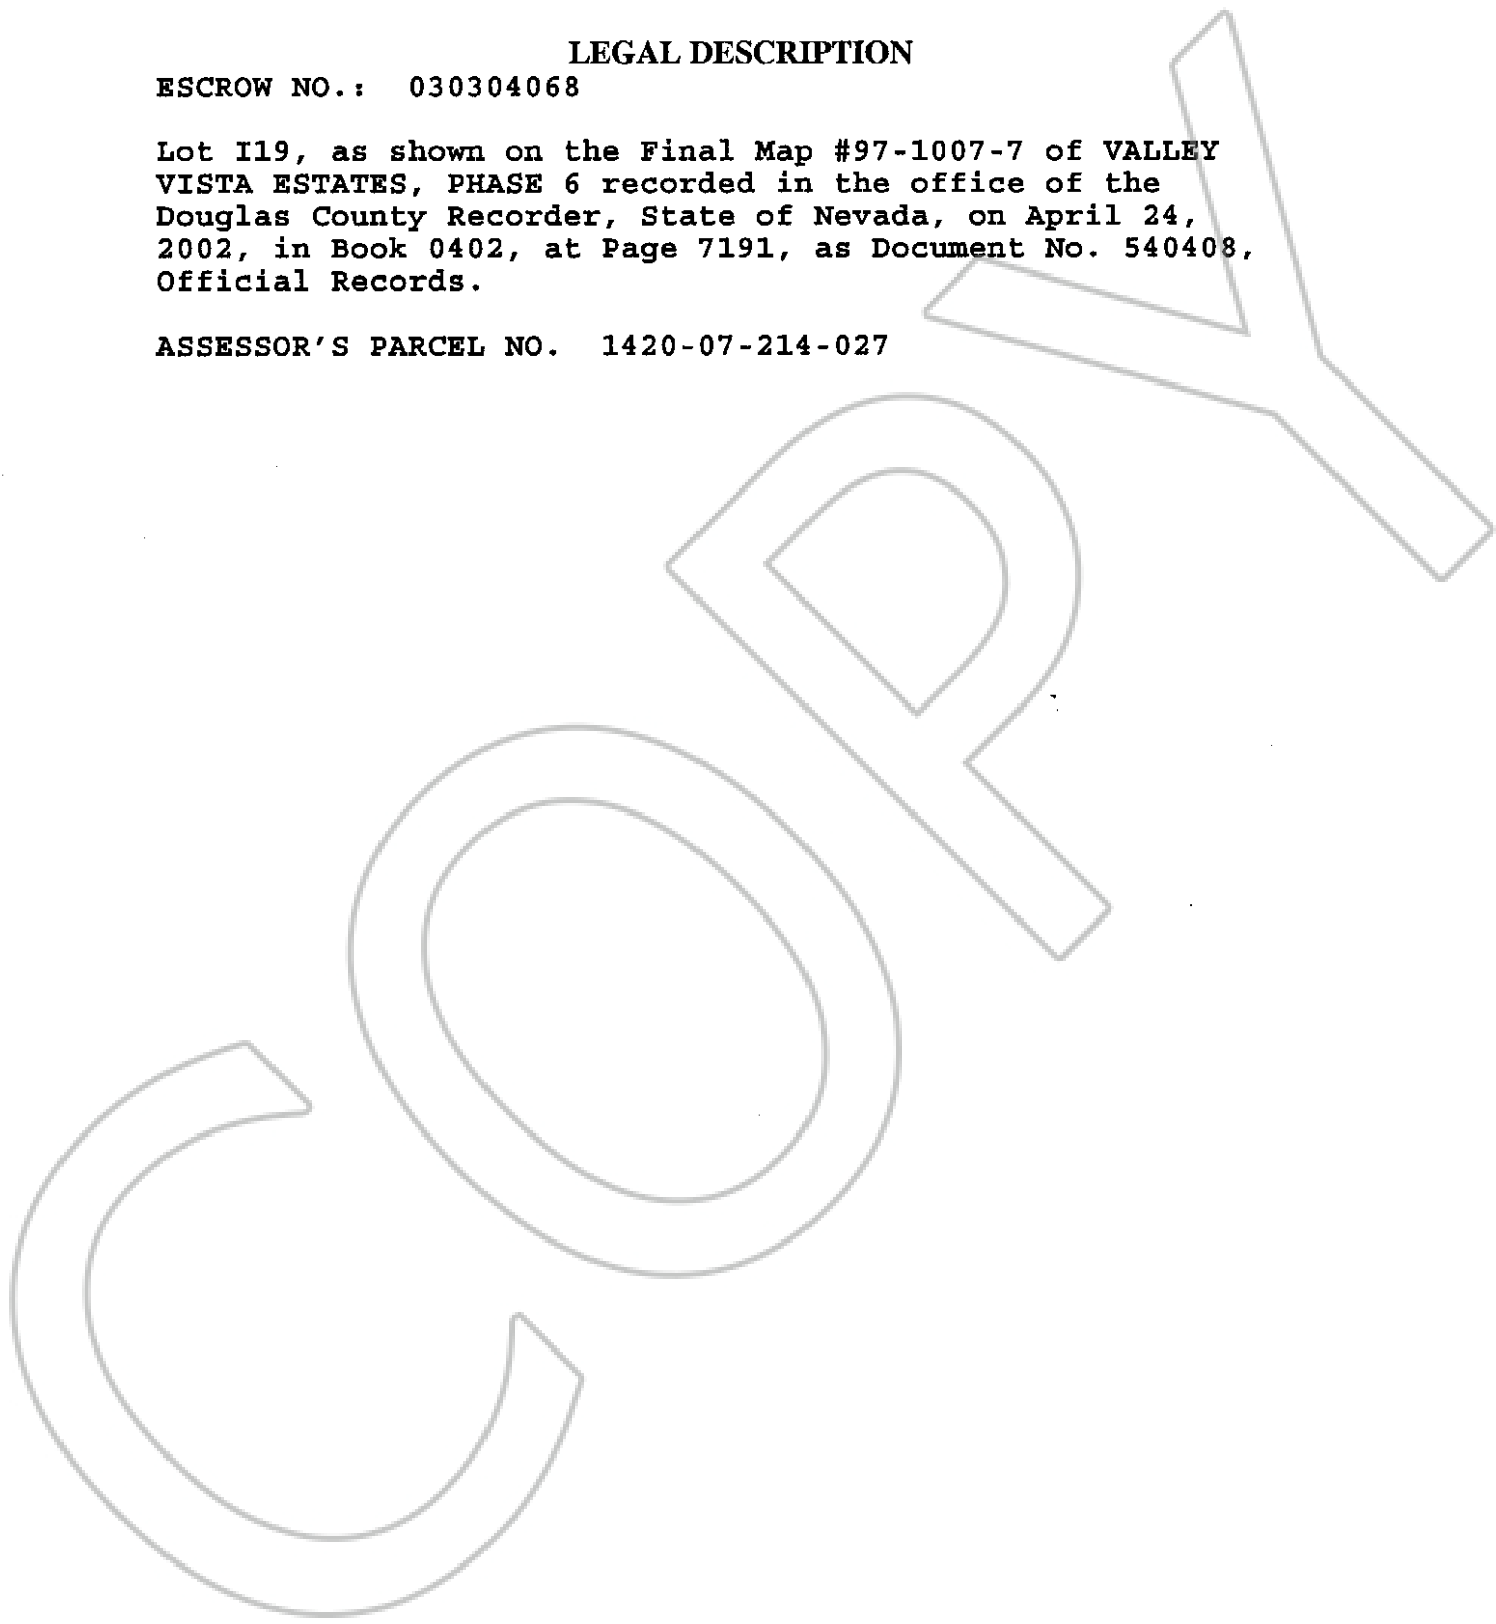 LEGAL DESCRIPTION
ESCROW NO.: 030304068
Lot I19, as shown on the Final Map #97-1007-7 of VALLEY
VISTA ESTATES, PHASE 6 recorded in the office of the
Douglas County Recorder, State of Nevada, on April 24,
2002, in Book 0402, at Page 7191, as Document No. 540408,
Official Records.
ASSESSOR'S PARCEL NO. 1420-07-214-027
COPY